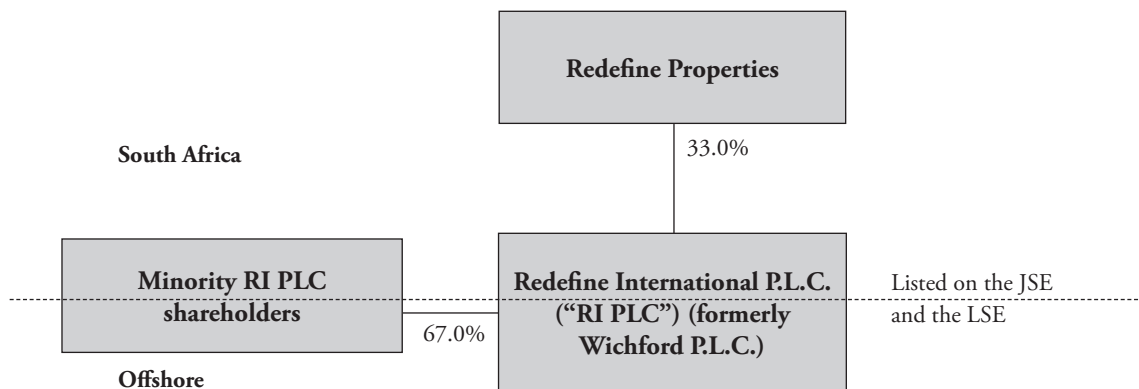 Redefine Properties
33.0%
South Africa
Minority RI PLC
shareholders
67.0%
Redefine International P.L.C.
(“RI PLC”) (formerly
Wichford P.L.C.)
Listed on the JSE
and the LSE
Offshore